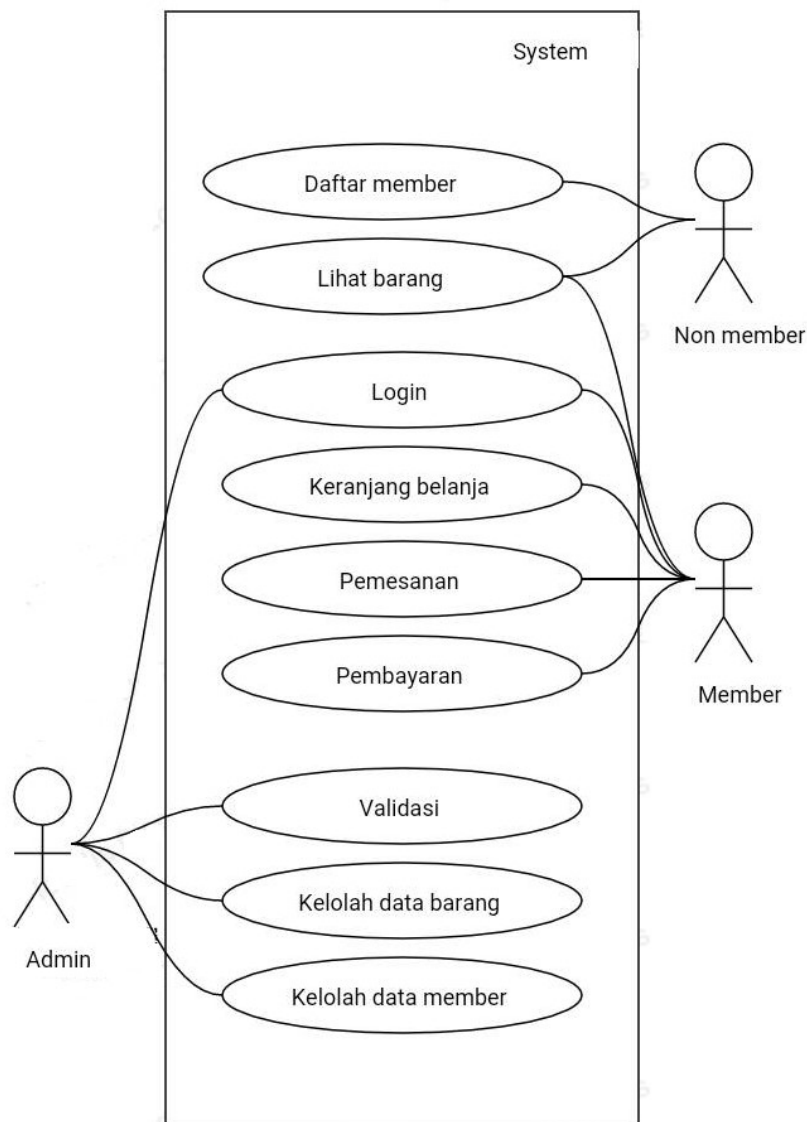 System
Daftar member
Lihat barang
Non member
Login
Keranjang belanja
Pemesanan
Pembayaran
Member
Validasi
Kelolah data barang
Admin
Kelolah data member